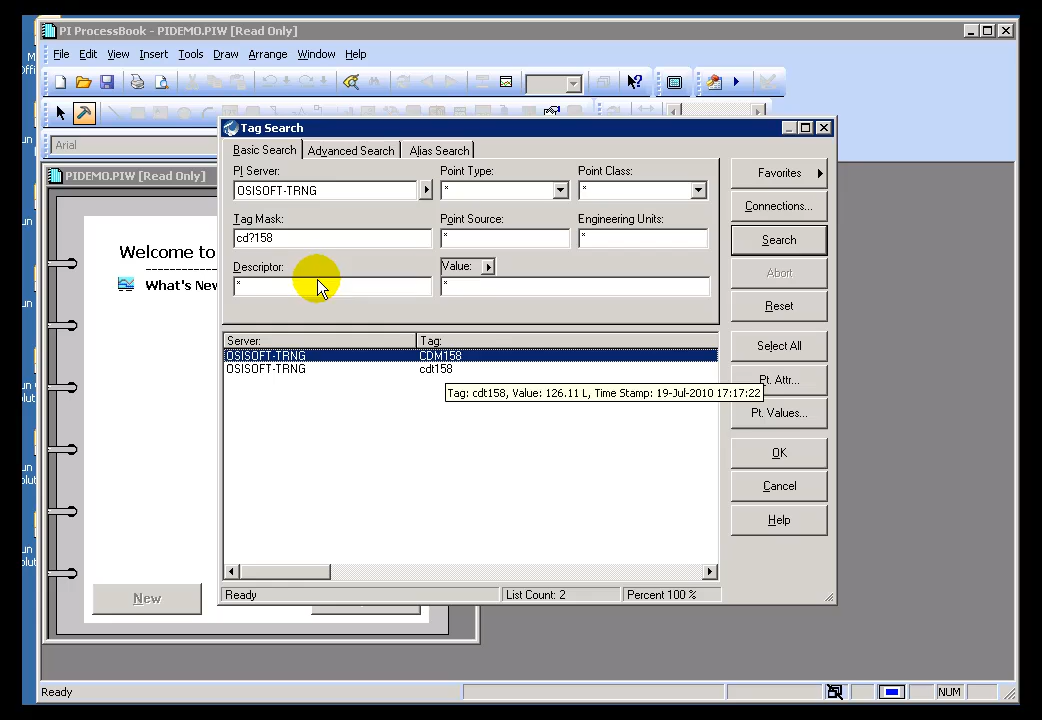 PI ProcessBook - PIDEMO.PIW [Read Only]
File Edit View Insert Tools Draw Arrange Window Help
Arial
PIDEMO.PIW [Read Only]
Welcome to
What's New
New
Tag Search
Basic Search Advanced Search Alias Search
PI Server: Point Type: Point Class:
OSISOFT-TRNG * *
Tag Mask: Point Source: Engineering Units:
cd?158 * *
Descriptor: Value:
* *
Favorites
Connections...
Search
Abort
Reset
Select All
Pt. Attr...
Pt. Values...
OK
Cancel
Help
Server: Tag:
OSISOFT-TRNG CDM158
OSISOFT-TRNG cdt158
Tag: cdt158, Value: 126.11 L, Time Stamp: 19-Jul-2010 17:17:22
Ready List Count: 2 Percent 100 %
Ready NUM